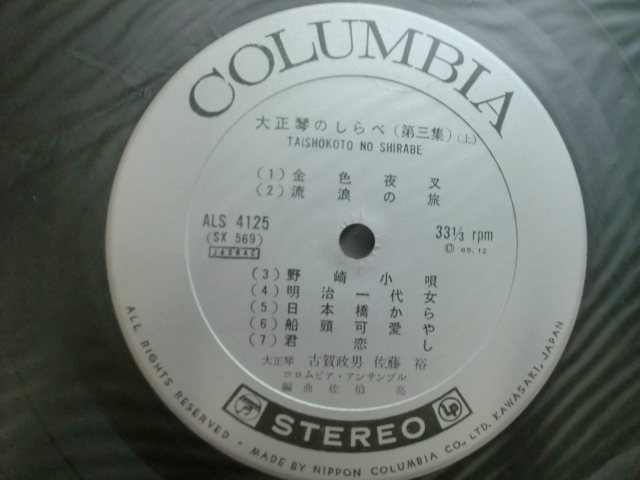 COLUMBIA
大正琴のしらべ（第三集）（上）
TAISHOKOTO NO SHIRABE
(1) 金色夜叉
(2) 流浪の旅
ALS 4125
(SX 569)
JASRAC
33⅓ rpm
Ⓟ 69.12
(3) 野崎小唄
(4) 明治一代女
(5) 日本橋から
(6) 船頭可愛や
(7) 君恋し
大正琴 古賀政男 佐藤 裕
コロムビア・アンサンブル
編曲 佐伯 亮
STEREO
LP
ALL RIGHTS RESERVED · MADE BY NIPPON COLUMBIA CO., LTD, KAWASAKI, JAPAN